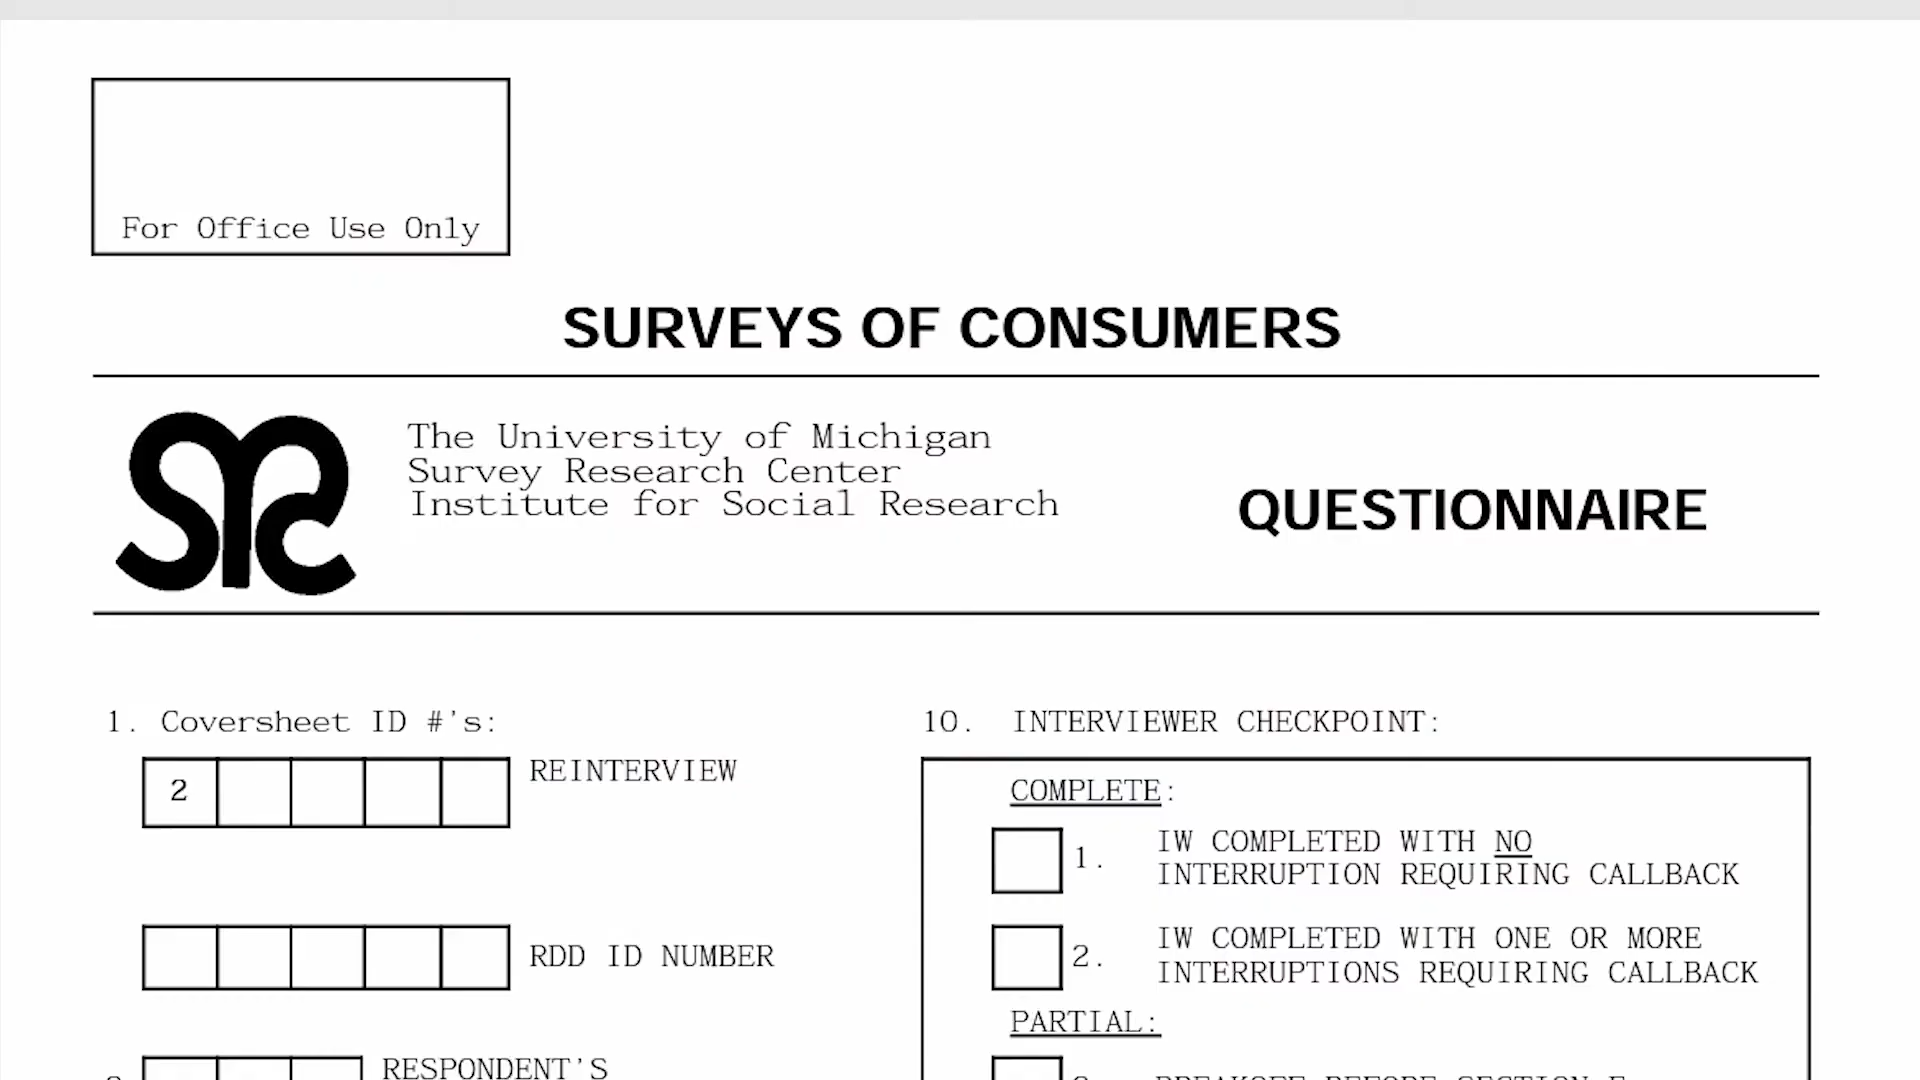 For Office Use Only
SURVEYS OF CONSUMERS
SRC
The University of Michigan
Survey Research Center
Institute for Social Research
QUESTIONNAIRE
1. Coversheet ID #'s:
2
REINTERVIEW
RDD ID NUMBER
RESPONDENT'S
10. INTERVIEWER CHECKPOINT:
COMPLETE:
1. IW COMPLETED WITH NO
INTERRUPTION REQUIRING CALLBACK
2. IW COMPLETED WITH ONE OR MORE
INTERRUPTIONS REQUIRING CALLBACK
PARTIAL: